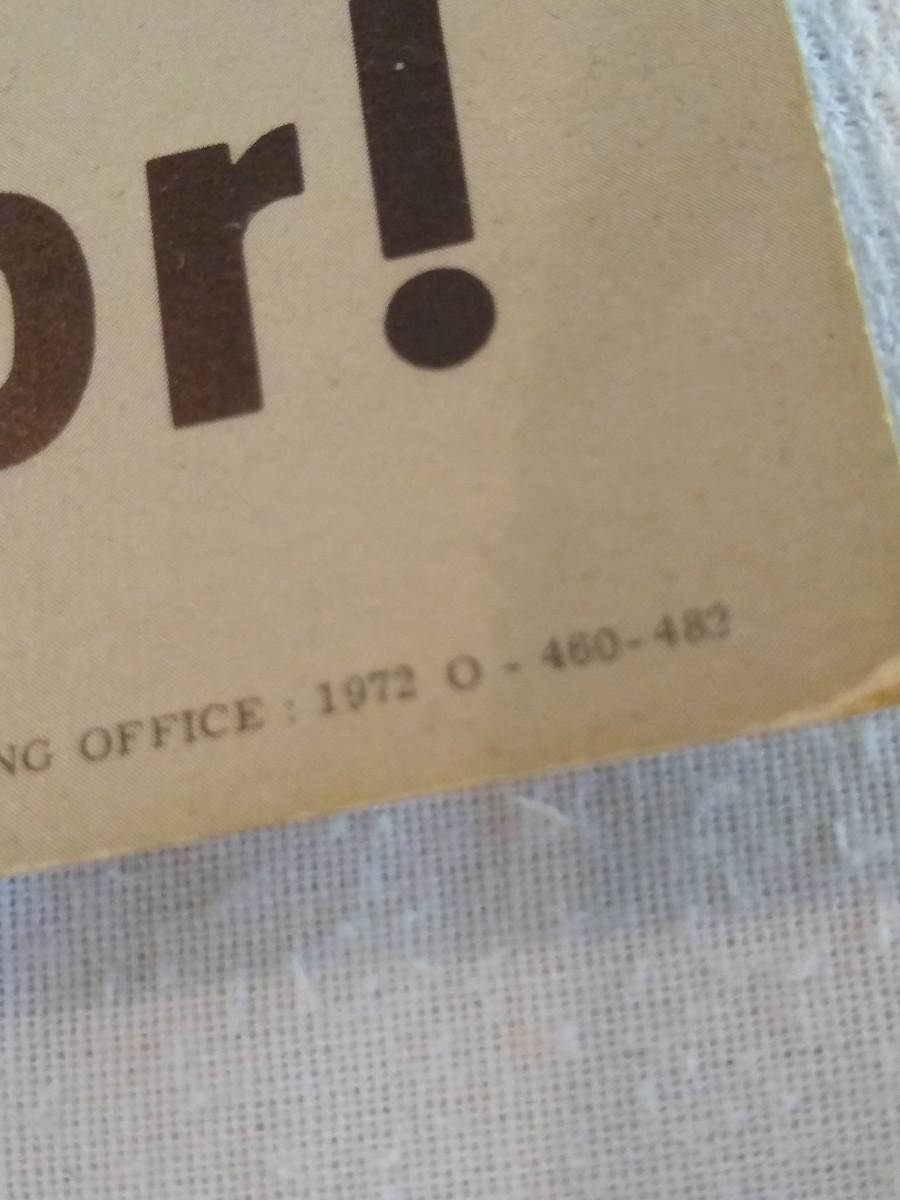 or!
NG OFFICE : 1972 O - 460-482